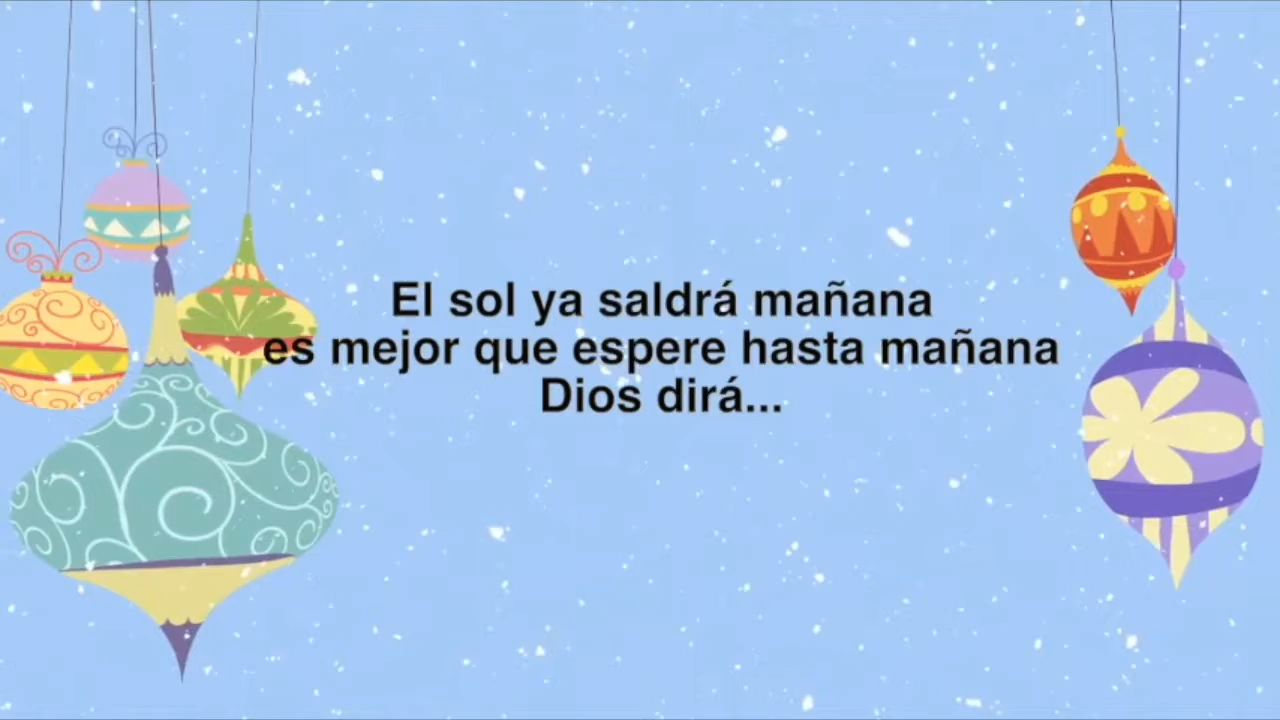 El sol ya saldrá mañana
es mejor que espere hasta mañana
Dios dirá...